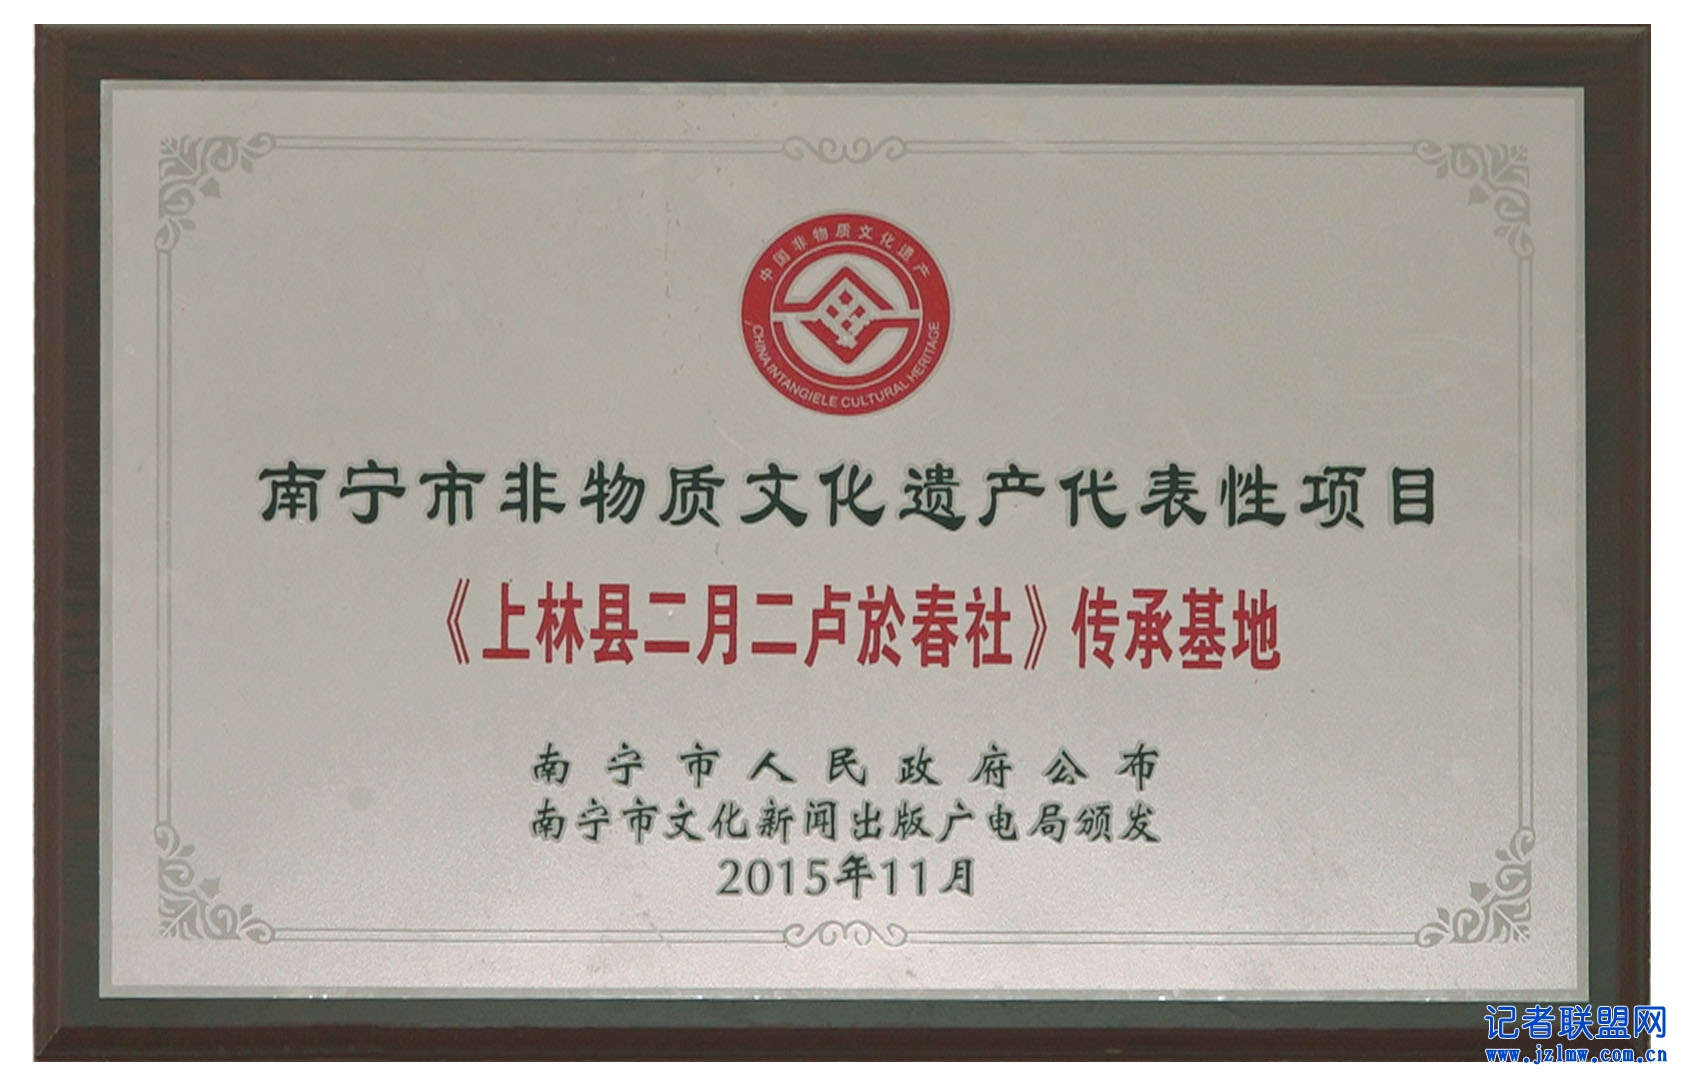 中国非物质文化遗产
CHINA INTANGIELE CULTURAL HERITAGE
南宁市非物质文化遗产代表性项目
《上林县二月二卢於春社》传承基地
南宁市人民政府公布
南宁市文化新闻出版广电局颁发
2015年11月
记者联盟网
www.jzlmw.com.cn